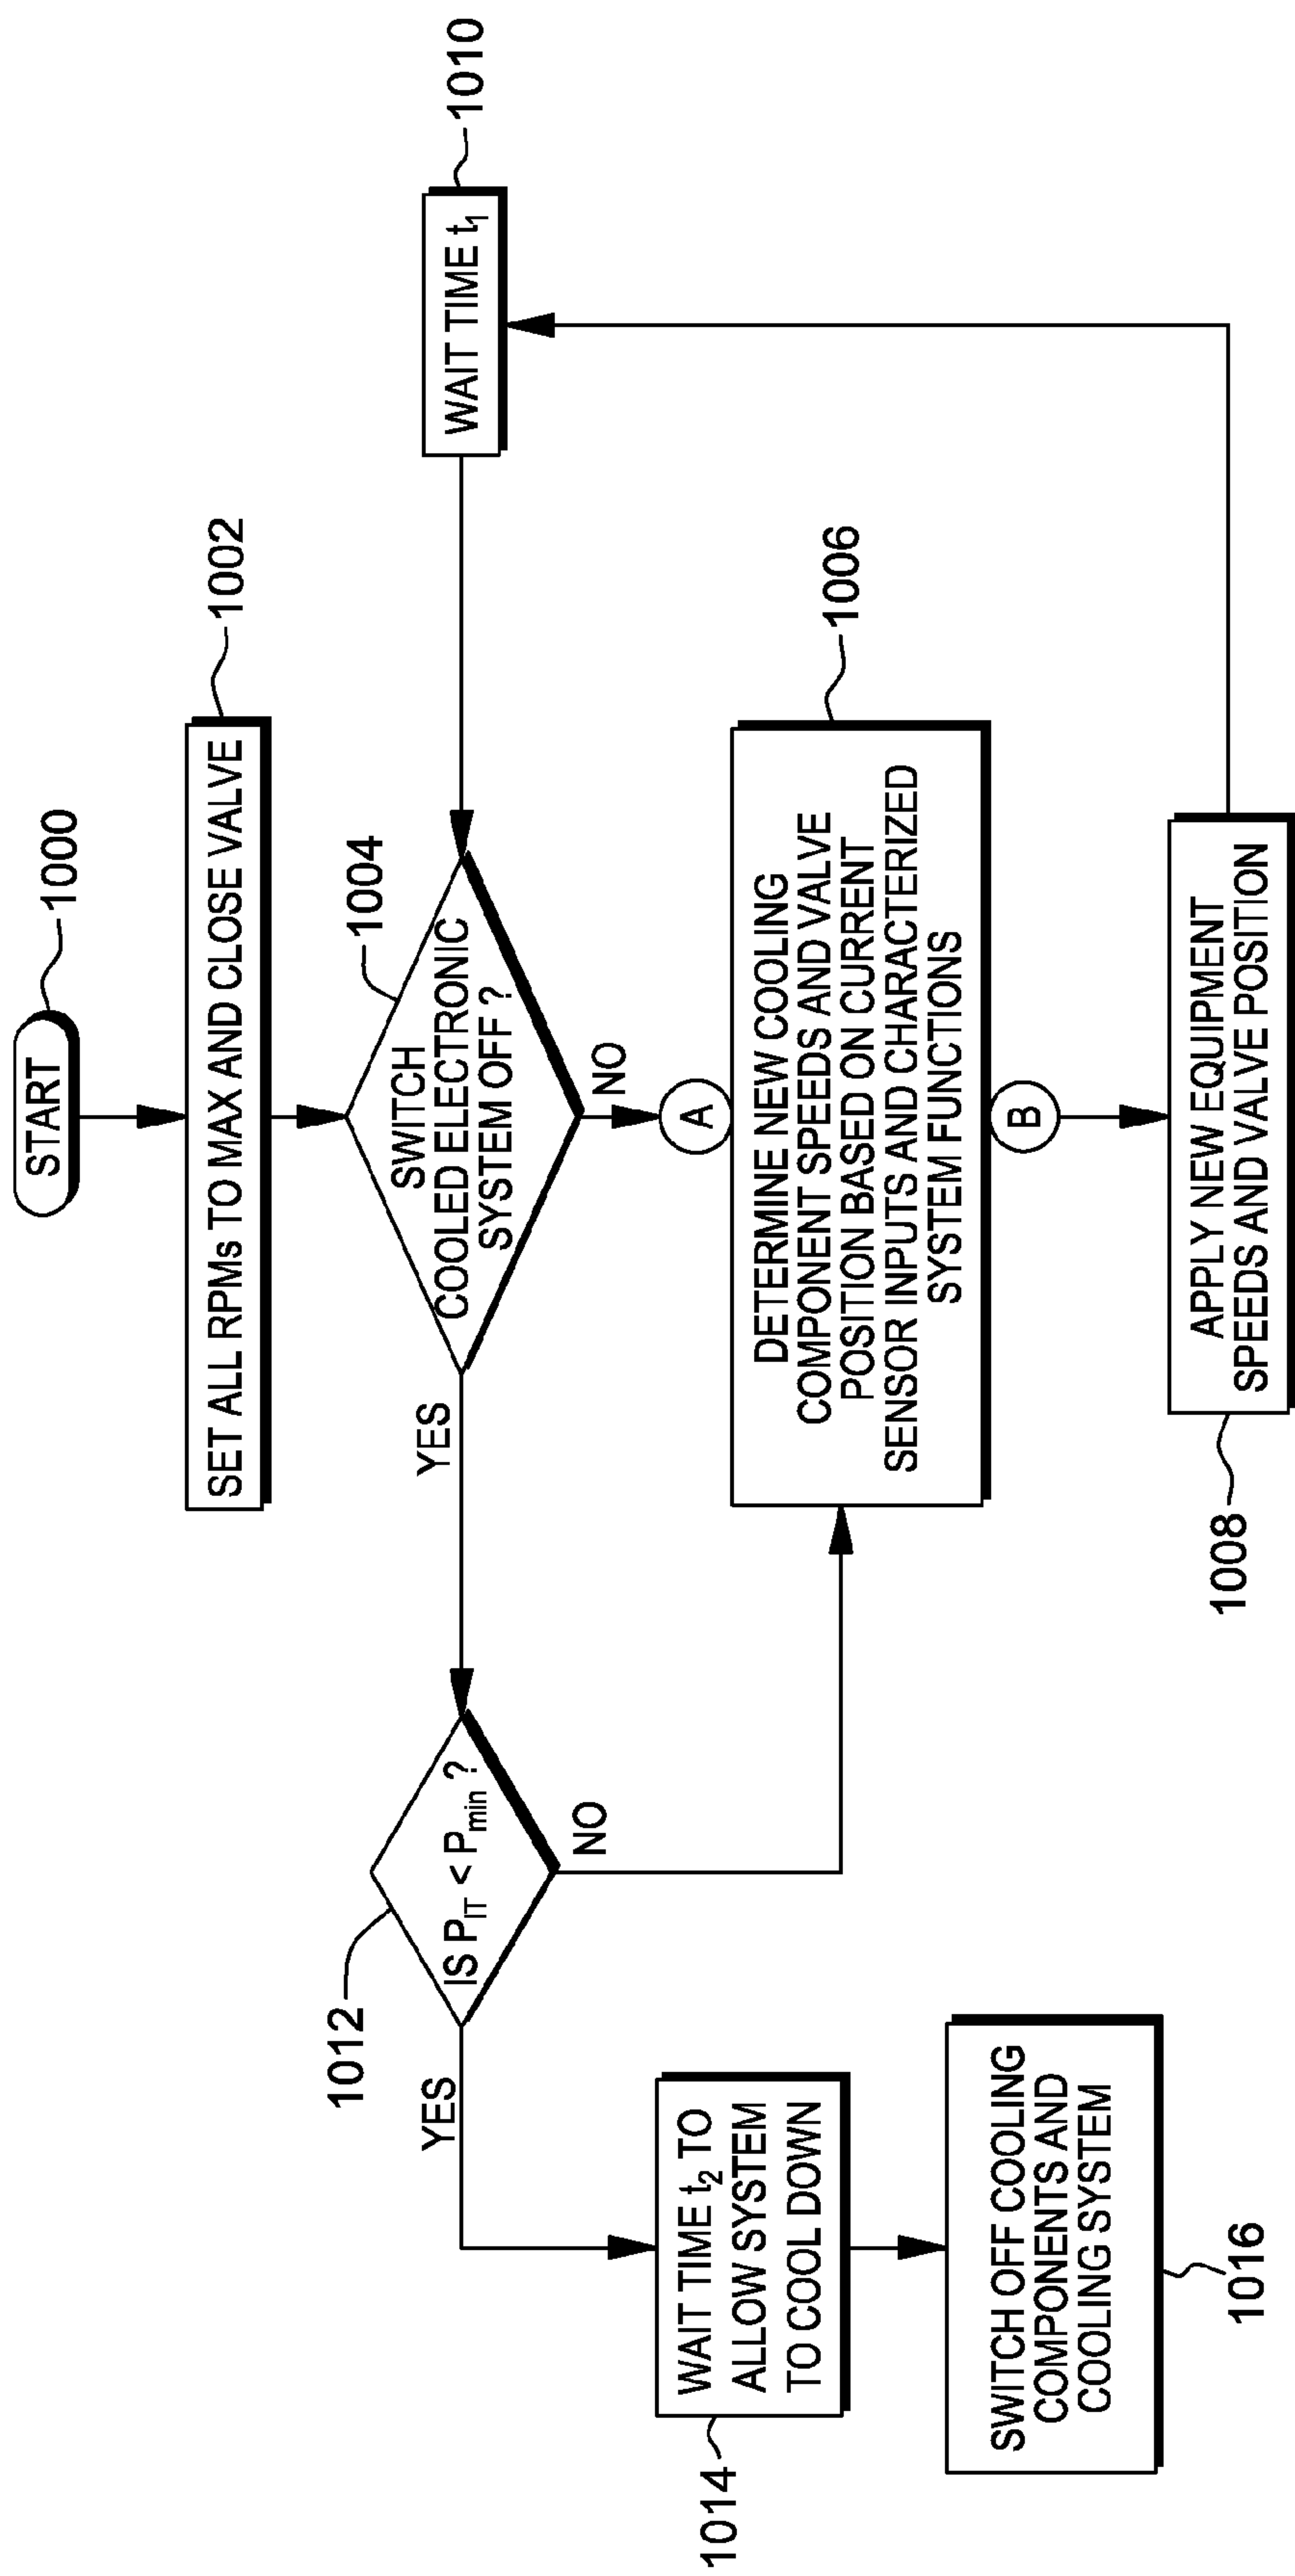 START
1000
SET ALL RPMs TO MAX AND CLOSE VALVE
1002
SWITCH
COOLED ELECTRONIC
SYSTEM OFF ?
1004
YES
NO
WAIT TIME t1
1010
IS PIT < Pmin ?
1012
YES
NO
A
DETERMINE NEW COOLING
COMPONENT SPEEDS AND VALVE
POSITION BASED ON CURRENT
SENSOR INPUTS AND CHARACTERIZED
SYSTEM FUNCTIONS
1006
B
WAIT TIME t2 TO
ALLOW SYSTEM
TO COOL DOWN
1014
APPLY NEW EQUIPMENT
SPEEDS AND VALVE POSITION
1008
SWITCH OFF COOLING
COMPONENTS AND
COOLING SYSTEM
1016